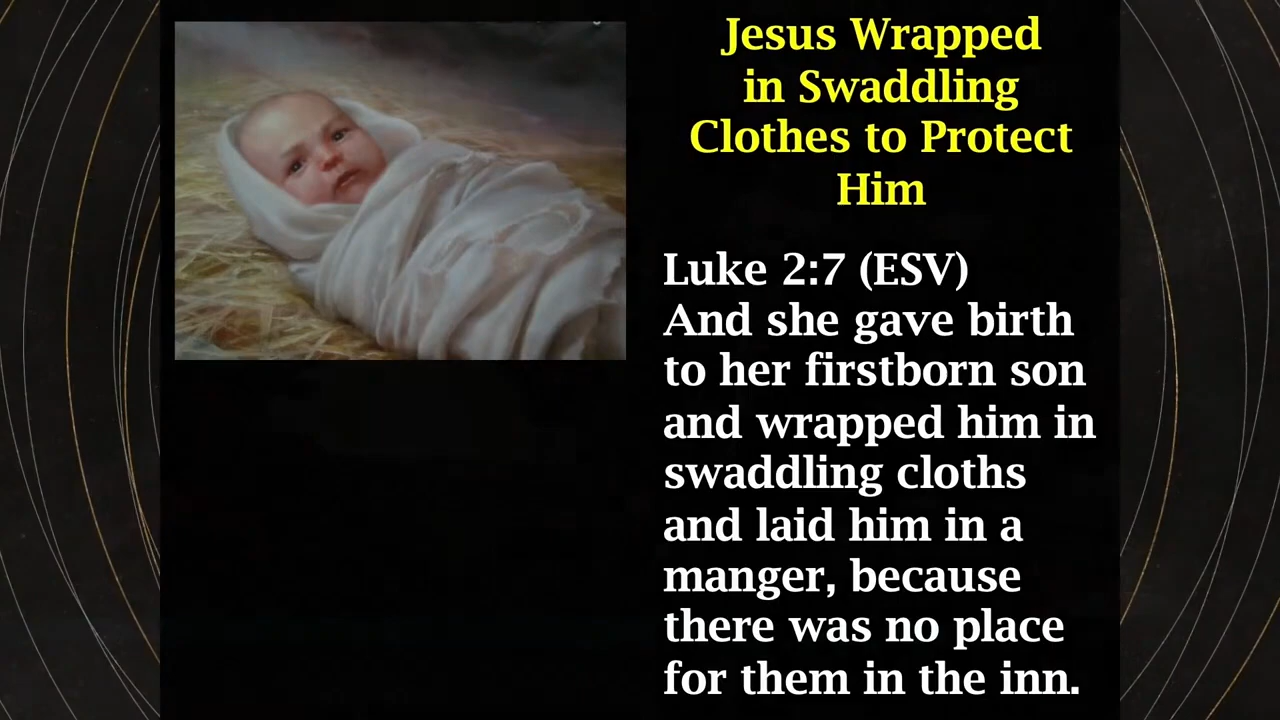 Jesus Wrapped
in Swaddling
Clothes to Protect
Him
Luke 2:7 (ESV)
And she gave birth
to her firstborn son
and wrapped him in
swaddling cloths
and laid him in a
manger, because
there was no place
for them in the inn.